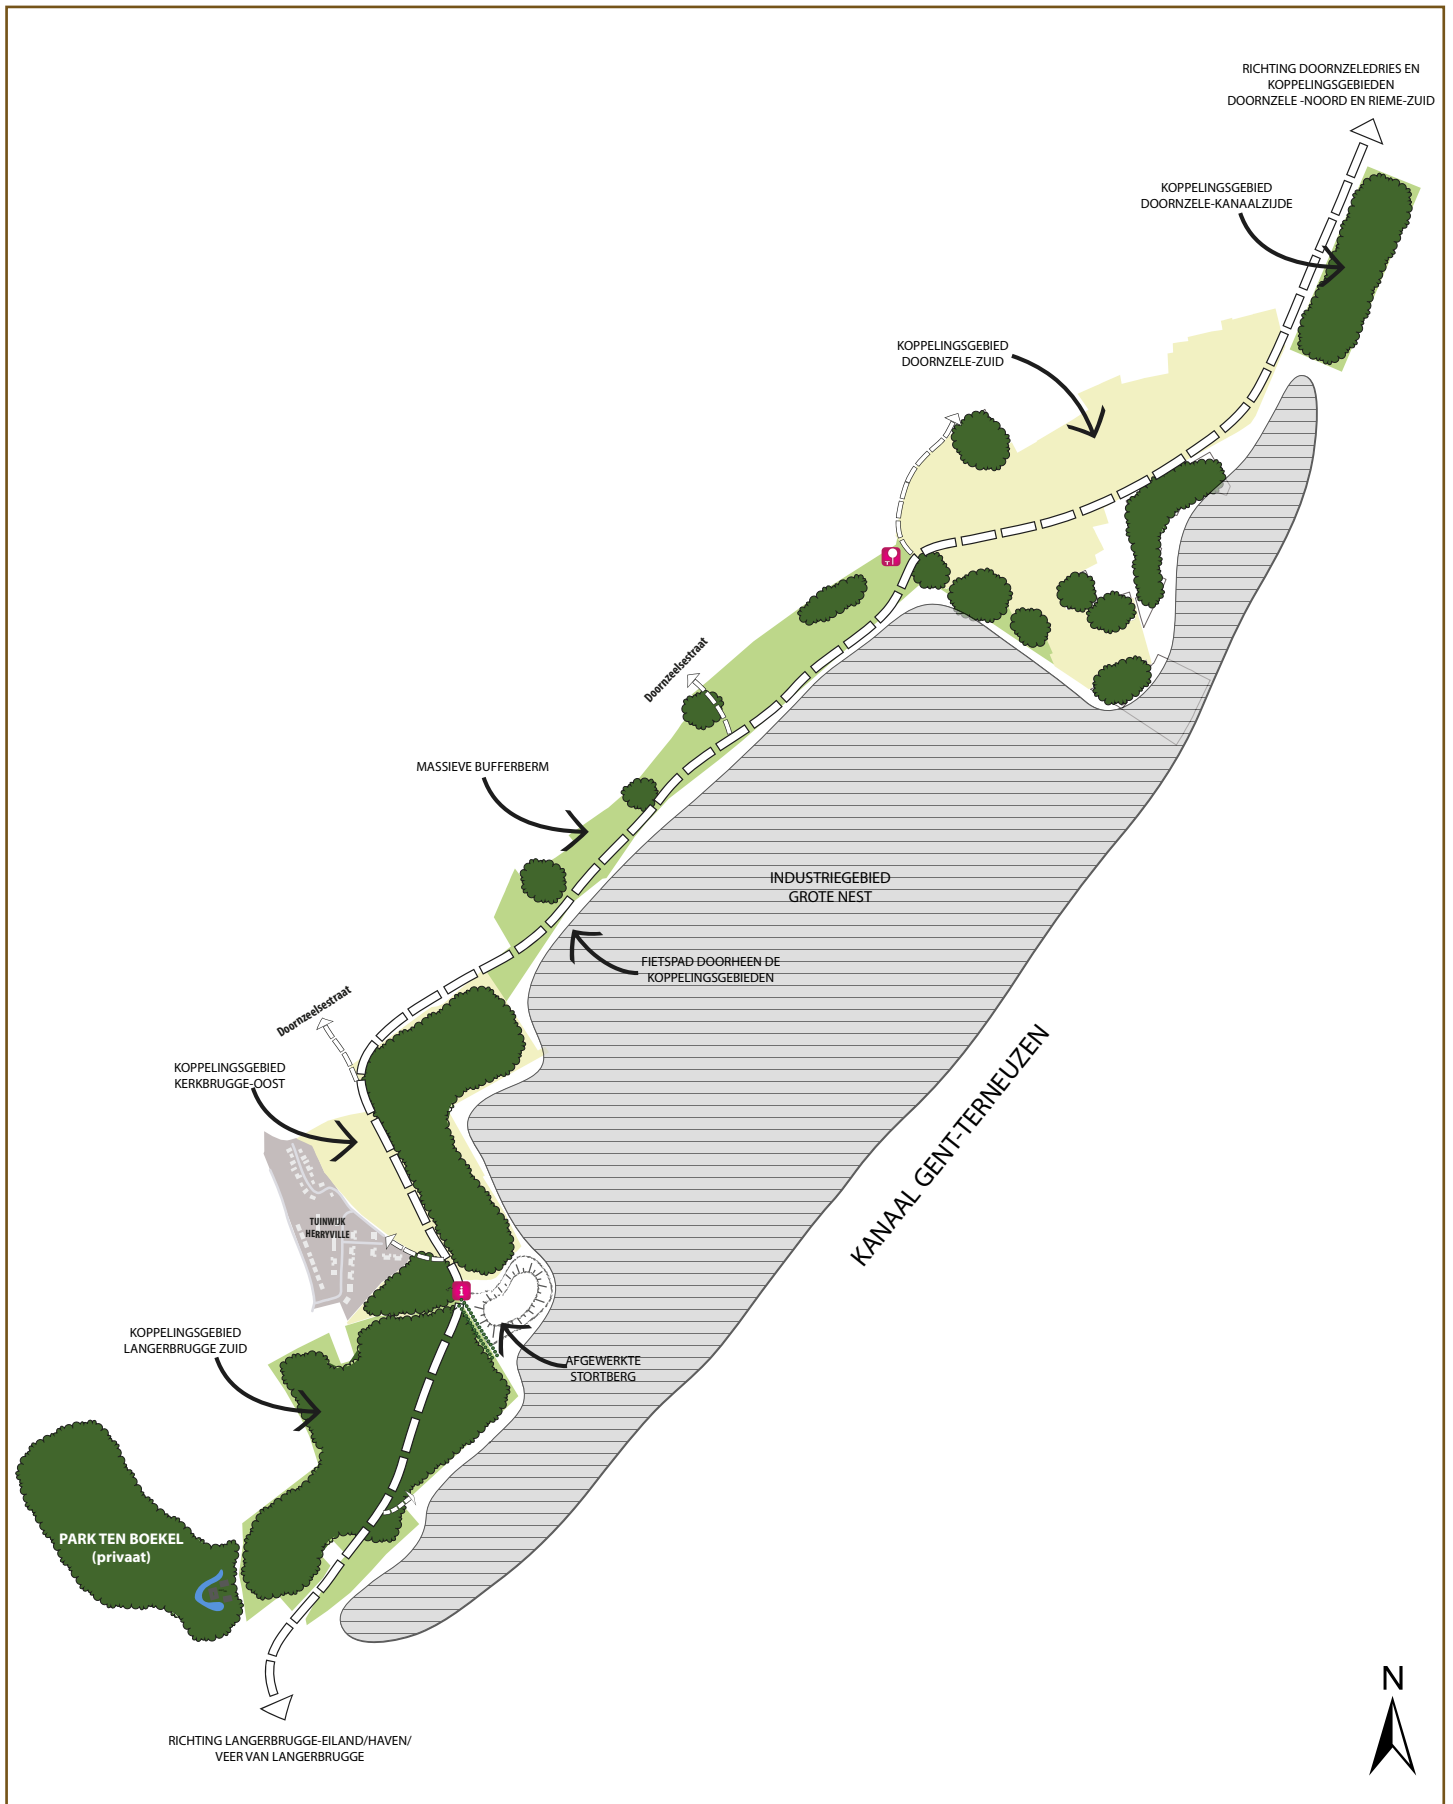 RICHTING DOORNZELEDRIES EN
KOPPELINGSGEBIEDEN
DOORNZELE -NOORD EN RIEME-ZUID
KOPPELINGSGEBIED
DOORNZELE-KANAALZIJDE
KOPPELINGSGEBIED
DOORNZELE-ZUID
Doornzeelsestraat
MASSIEVE BUFFERBERM
INDUSTRIEGEBIED
GROTE NEST
FIETSPAD DOORHEEN DE
KOPPELINGSGEBIEDEN
Doornzeelsestraat
KOPPELINGSGEBIED
KERKBRUGGE-OOST
KANAAL GENT-TERNEUZEN
TUINWIJK
HERRYVILLE
i
KOPPELINGSGEBIED
LANGERBRUGGE ZUID
AFGEWERKTE
STORTBERG
PARK TEN BOEKEL
(privaat)
N
RICHTING LANGERBRUGGE-EILAND/HAVEN/
VEER VAN LANGERBRUGGE